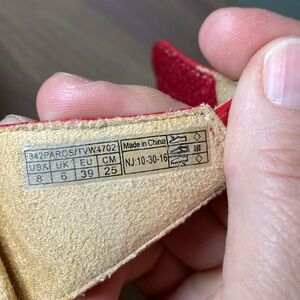 342PAROS/TVW4702
USA UK EU CM
8 6 39 25
Made in China
NJ:10-30-16